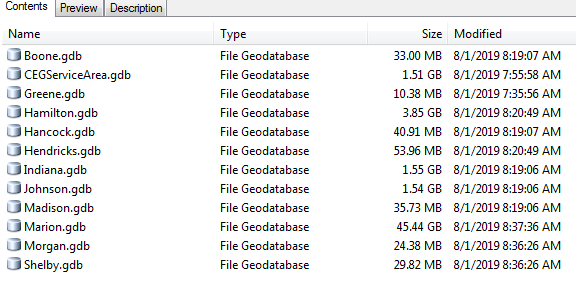 Contents Preview Description
Name Type Size Modified
Boone.gdb File Geodatabase 33.00 MB 8/1/2019 8:19:07 AM
CEGServiceArea.gdb File Geodatabase 1.51 GB 8/1/2019 7:55:58 AM
Greene.gdb File Geodatabase 10.38 MB 8/1/2019 7:35:56 AM
Hamilton.gdb File Geodatabase 3.85 GB 8/1/2019 8:20:49 AM
Hancock.gdb File Geodatabase 40.91 MB 8/1/2019 8:19:07 AM
Hendricks.gdb File Geodatabase 53.96 MB 8/1/2019 8:20:49 AM
Indiana.gdb File Geodatabase 1.55 GB 8/1/2019 8:19:06 AM
Johnson.gdb File Geodatabase 1.54 GB 8/1/2019 8:19:06 AM
Madison.gdb File Geodatabase 35.73 MB 8/1/2019 8:19:06 AM
Marion.gdb File Geodatabase 45.44 GB 8/1/2019 8:37:36 AM
Morgan.gdb File Geodatabase 24.38 MB 8/1/2019 8:36:26 AM
Shelby.gdb File Geodatabase 29.82 MB 8/1/2019 8:36:26 AM